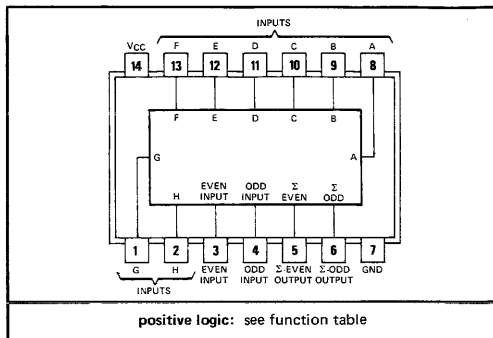 INPUTS
VCC F E D C B A
14 13 12 11 10 9 8
F E D C B
G A
H EVEN INPUT ODD INPUT Σ EVEN Σ ODD
1 2 3 4 5 6 7
G H EVEN INPUT ODD INPUT Σ-EVEN OUTPUT Σ-ODD OUTPUT GND
INPUTS
positive logic: see function table